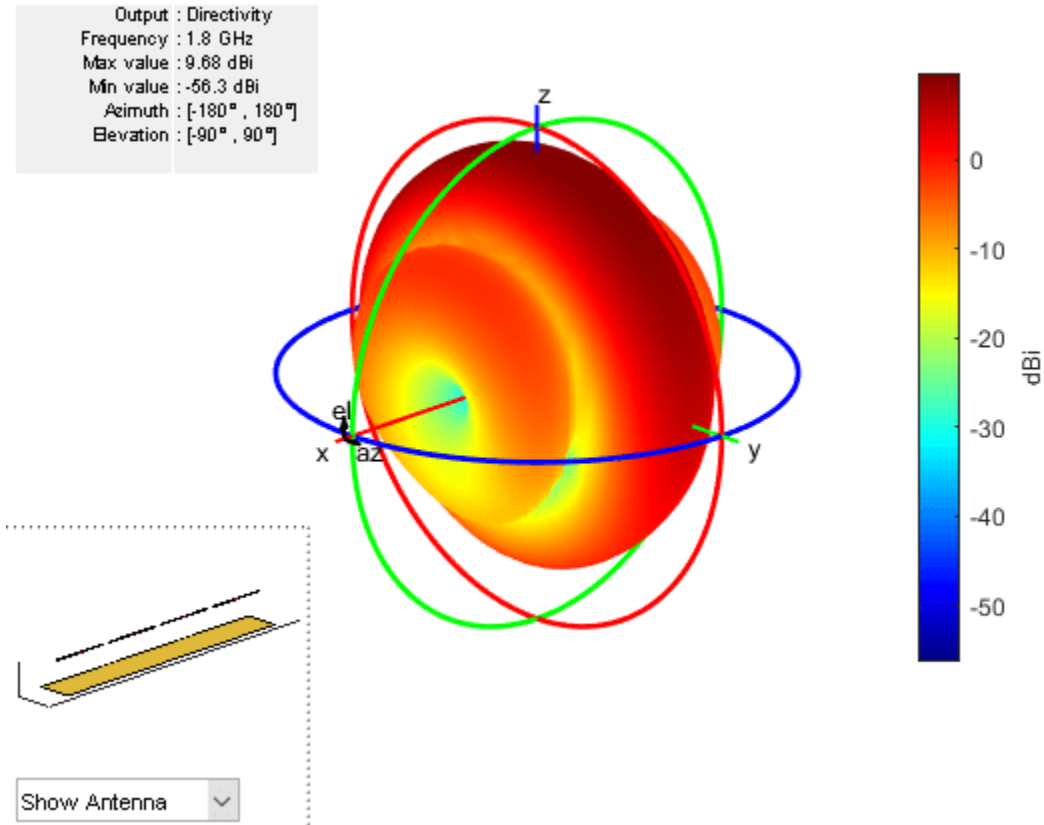 Output : Directivity
Frequency : 1.8 GHz
Max value : 9.68 dBi
Min value : -56.3 dBi
Azimuth : [-180° , 180°]
Elevation : [-90° , 90°]
z
0
-10
-20
-30
-40
-50
dBi
el
x
az
y
Show Antenna